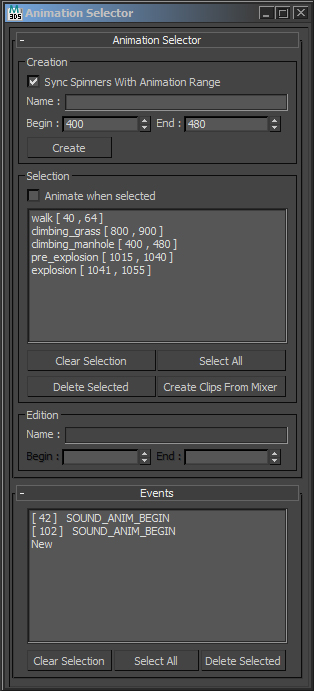 3DS Animation Selector
- Animation Selector
Creation
Sync Spinners With Animation Range
Name :
Begin : 400 End : 480
Create
Selection
Animate when selected
walk [ 40 , 64 ]
climbing_grass [ 800 , 900 ]
climbing_manhole [ 400 , 480 ]
pre_explosion [ 1015 , 1040 ]
explosion [ 1041 , 1055 ]
Clear Selection Select All
Delete Selected Create Clips From Mixer
Edition
Name :
Begin : End :
- Events
[ 42 ] SOUND_ANIM_BEGIN
[ 102 ] SOUND_ANIM_BEGIN
New
Clear Selection Select All Delete Selected